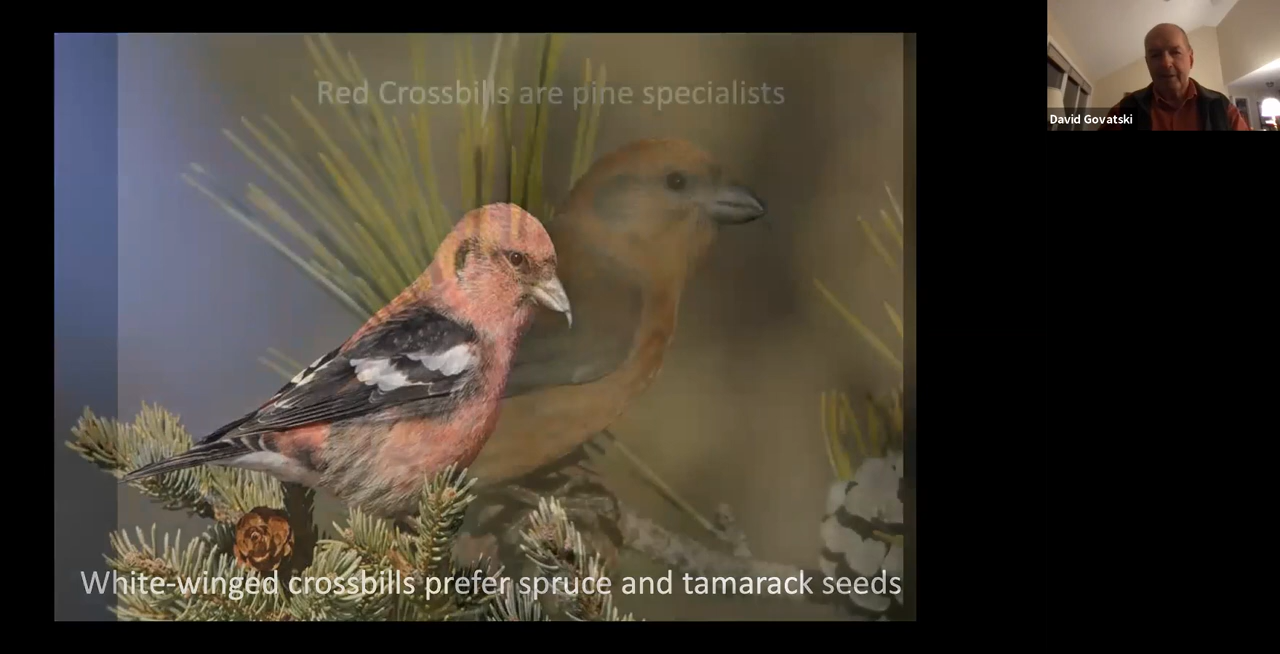 Red Crossbills are pine specialists
David Govatski
White-winged crossbills prefer spruce and tamarack seeds